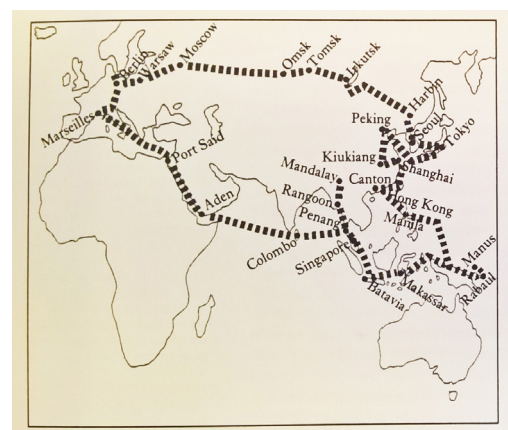 Berlin
Warsaw
Moscow
Omsk
Tomsk
Irkutsk
Harbin
Peking
Seoul
Tokyo
Marseilles
Port Said
Kiukiang
Shanghai
Mandalay
Canton
Aden
Rangoon
Hong Kong
Penang
Manila
Colombo
Singapore
Manus
Batavia
Makassar
Rabaul